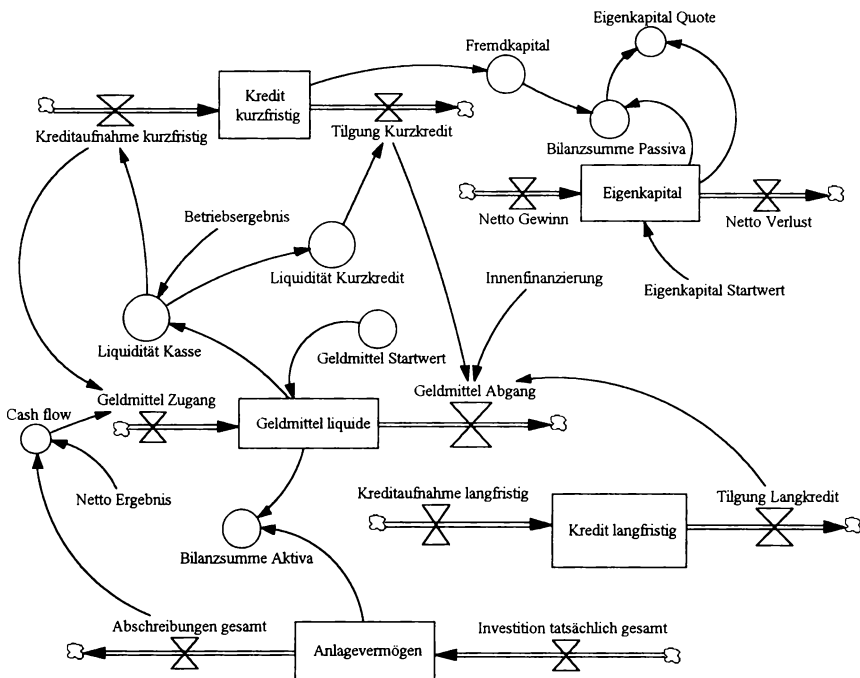 Eigenkapital Quote
Fremdkapital
Kredit
kurzfristig
Kreditaufnahme kurzfristig
Tilgung Kurzkredit
Bilanzsumme Passiva
Eigenkapital
Netto Gewinn
Netto Verlust
Betriebsergebnis
Liquidität Kurzkredit
Innenfinanzierung
Eigenkapital Startwert
Liquidität Kasse
Geldmittel Startwert
Geldmittel Zugang
Geldmittel Abgang
Cash flow
Geldmittel liquide
Netto Ergebnis
Kreditaufnahme langfristig
Tilgung Langkredit
Kredit langfristig
Bilanzsumme Aktiva
Abschreibungen gesamt
Investition tatsächlich gesamt
Anlagevermögen